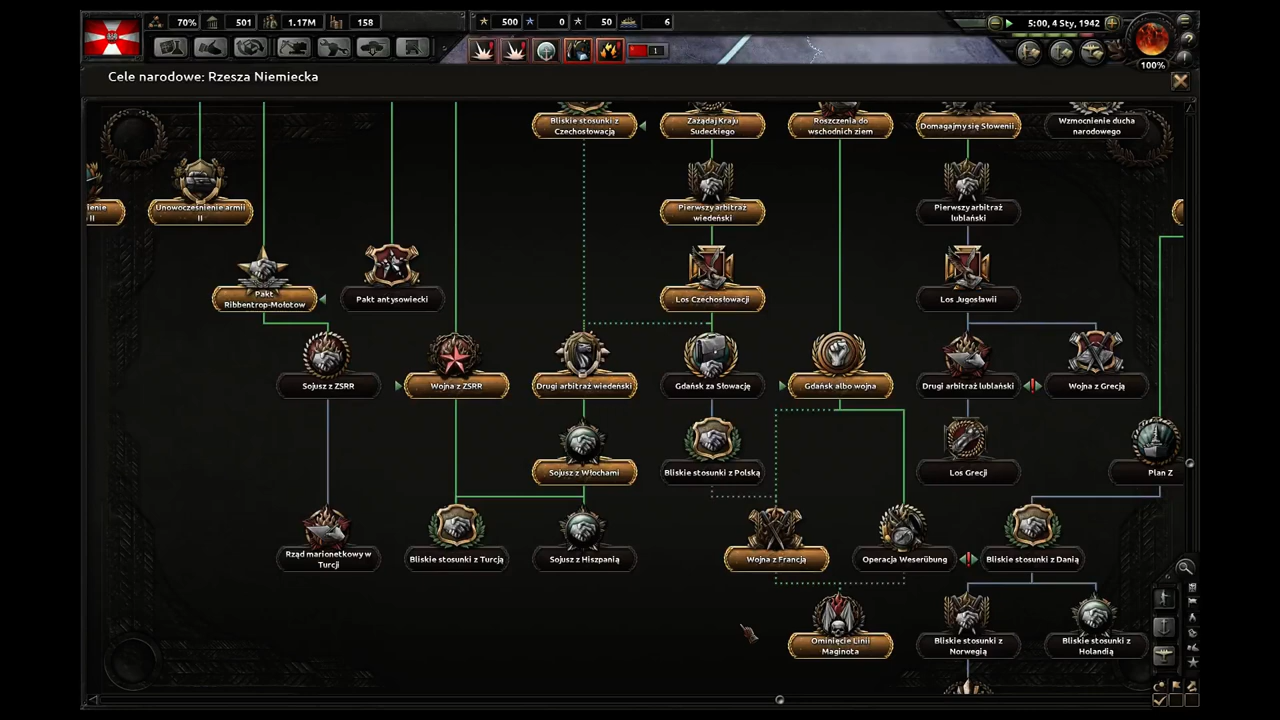 70%
501
1.17M
158
500
0
50
6
5:00, 4 Sty, 1942
1
100%
Cele narodowe: Rzesza Niemiecka
Bliskie stosunki z
Czechosłowacją
Zażądaj Kraju
Sudeckiego
Roszczenia do
wschodnich ziem
Domagajmy się Słowenii..
Wzmocnienie ducha
narodowego
II
Unowocześnienie armii
II
Pierwszy arbitraż
wiedeński
Pierwszy arbitraż
lublański
Pakt
Ribbentrop-Mołotow
Pakt antysowiecki
Los Czechosłowacji
Los Jugosławii
Sojusz z ZSRR
Wojna z ZSRR
Drugi arbitraż wiedeński
Gdańsk za Słowację
Gdańsk albo wojna
Drugi arbitraż lublański
Wojna z Grecją
Sojusz z Włochami
Bliskie stosunki z Polską
Los Grecji
Plan Z
Rząd marionetkowy w
Turcji
Bliskie stosunki z Turcją
Sojusz z Hiszpanią
Wojna z Francją
Operacja Weserübung
Bliskie stosunki z Danią
Ominięcie Linii
Maginota
Bliskie stosunki z
Norwegią
Bliskie stosunki z
Holandią